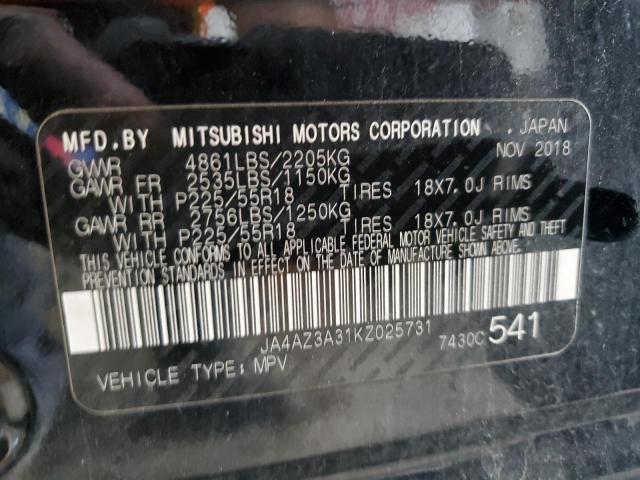 MFD.BY MITSUBISHI MOTORS CORPORATION . JAPAN
GVWR 4861LBS/2205KG NOV 2018
GAWR FR 2535LBS/1150KG
WITH P225/55R18 TIRES 18X7.0J RIMS
GAWR RR 2756LBS/1250KG
WITH P225/55R18 TIRES 18X7.0J RIMS
THIS VEHICLE CONFORMS TO ALL APPLICABLE FEDERAL MOTOR VEHICLE SAFETY AND THEFT
PREVENTION STANDARDS IN EFFECT ON THE DATE OF MANUFACTURE SHOWN ABOVE.
JA4AZ3A31KZ025731 7430C 541
VEHICLE TYPE: MPV